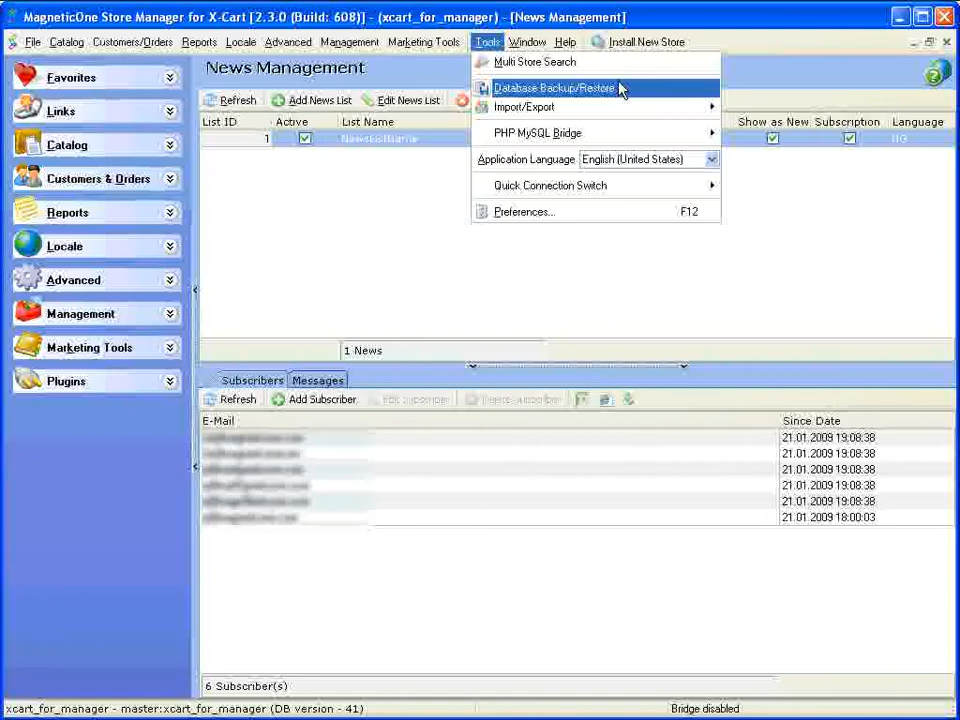 MagneticOne Store Manager for X-Cart [2.3.0 (Build: 608)] - (xcart_for_manager) - [News Management]
File Catalog Customers/Orders Reports Locale Advanced Management Marketing Tools Tools Window Help Install New Store
Favorites
Links
Catalog
Customers & Orders
Reports
Locale
Advanced
Management
Marketing Tools
Plugins
News Management
Refresh Add News List Edit News List
List ID Active List Name Show as New Subscription Language
1 NewsListName
Multi Store Search
Database Backup/Restore
Import/Export
PHP MySQL Bridge
Application Language English (United States)
Quick Connection Switch
Preferences... F12
1 News
Subscribers Messages
Refresh Add Subscriber Edit Subscriber
E-Mail Since Date
21.01.2009 19:08:38
21.01.2009 19:08:38
21.01.2009 19:08:38
21.01.2009 19:08:38
21.01.2009 19:08:38
21.01.2009 18:00:03
6 Subscriber(s)
xcart_for_manager - master:xcart_for_manager (DB version - 41) Bridge disabled